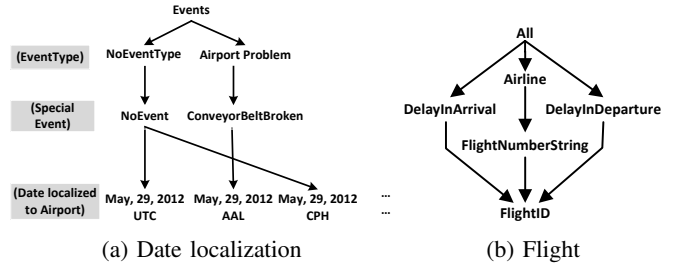 Events
(EventType)
NoEventType
Airport Problem
(Special
Event)
NoEvent
ConveyorBeltBroken
(Date localized
to Airport)
May, 29, 2012
UTC
May, 29, 2012
AAL
May, 29, 2012
CPH
...
...
(a) Date localization
All
Airline
DelayInArrival
DelayInDeparture
FlightNumberString
FlightID
(b) Flight